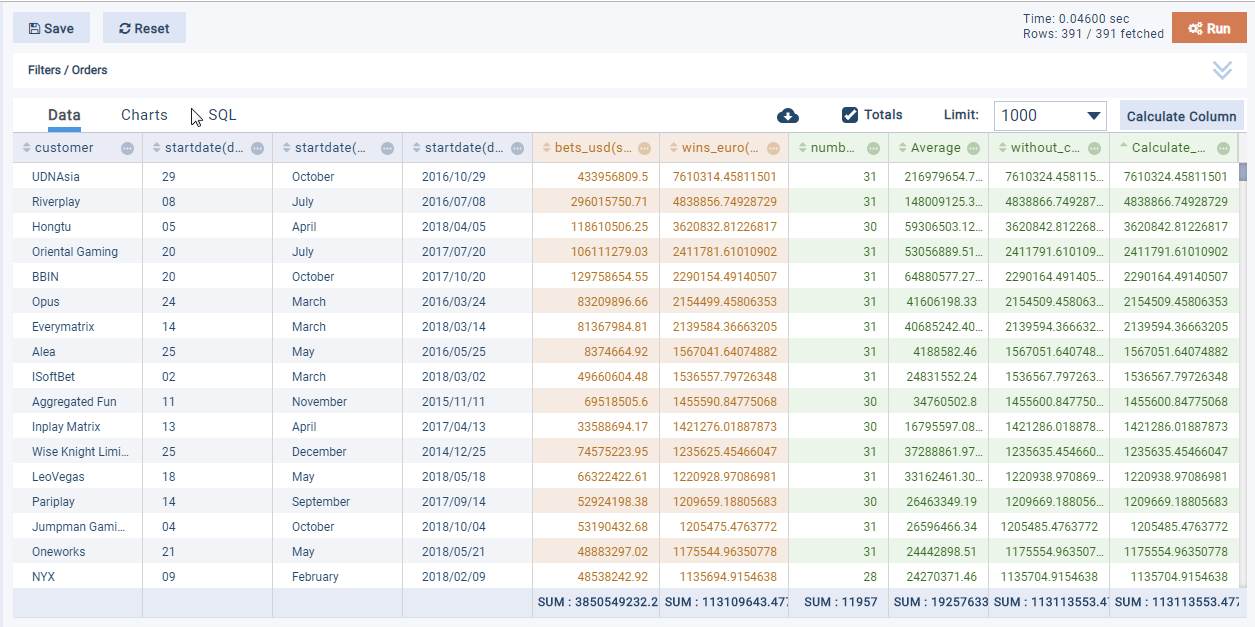 Save Reset Time: 0.04600 sec
Rows: 391 / 391 fetched Run
Filters / Orders
Data Charts SQL Totals Limit: 1000 Calculate Column
customer startdate(d... startdate(... startdate(d... bets_usd(s... wins_euro(... numb... Average without_c... Calculate_...
UDNAsia 29 October 2016/10/29 433956809.5 7610314.45811501 31 216979654.7... 7610324.458115... 7610324.45811501
Riverplay 08 July 2016/07/08 296015750.71 4838856.74928729 31 148009125.3... 4838866.749287... 4838866.74928729
Hongtu 05 April 2018/04/05 118610506.25 3620832.81226817 30 59306503.12... 3620842.812268... 3620842.81226817
Oriental Gaming 20 July 2017/07/20 106111279.03 2411781.61010902 31 53056889.51... 2411791.610109... 2411791.61010902
BBIN 20 October 2017/10/20 129758654.55 2290154.49140507 31 64880577.27... 2290164.491405... 2290164.49140507
Opus 24 March 2016/03/24 83209896.66 2154499.45806353 31 41606198.33 2154509.458063... 2154509.45806353
Everymatrix 14 March 2018/03/14 81367984.81 2139584.36663205 31 40685242.40... 2139594.366632... 2139594.36663205
Alea 25 May 2016/05/25 8374664.92 1567041.64074882 31 4188582.46 1567051.640748... 1567051.64074882
ISoftBet 02 March 2018/03/02 49660604.48 1536557.79726348 31 24831552.24 1536567.797263... 1536567.79726348
Aggregated Fun 11 November 2015/11/11 69518505.6 1455590.84775068 30 34760502.8 1455600.847750... 1455600.84775068
Inplay Matrix 13 April 2017/04/13 33588694.17 1421276.01887873 30 16795597.08... 1421286.018878... 1421286.01887873
Wise Knight Limi... 25 December 2014/12/25 74575223.95 1235625.45466047 31 37288861.97... 1235635.454660... 1235635.45466047
LeoVegas 18 May 2018/05/18 66322422.61 1220928.97086981 31 33162461.30... 1220938.970869... 1220938.97086981
Pariplay 14 September 2017/09/14 52924198.38 1209659.18805683 30 26463349.19 1209669.188056... 1209669.18805683
Jumpman Gami... 04 October 2018/10/04 53190432.68 1205475.4763772 31 26596466.34 1205485.4763772 1205485.4763772
Oneworks 21 May 2018/05/21 48883297.02 1175544.96350778 31 24442898.51 1175554.963507... 1175554.96350778
NYX 09 February 2018/02/09 48538242.92 1135694.9154638 28 24270371.46 1135704.9154638 1135704.9154638
SUM : 3850549232.2 SUM : 113109643.477 SUM : 11957 SUM : 19257633 SUM : 113113553.47 SUM : 113113553.477